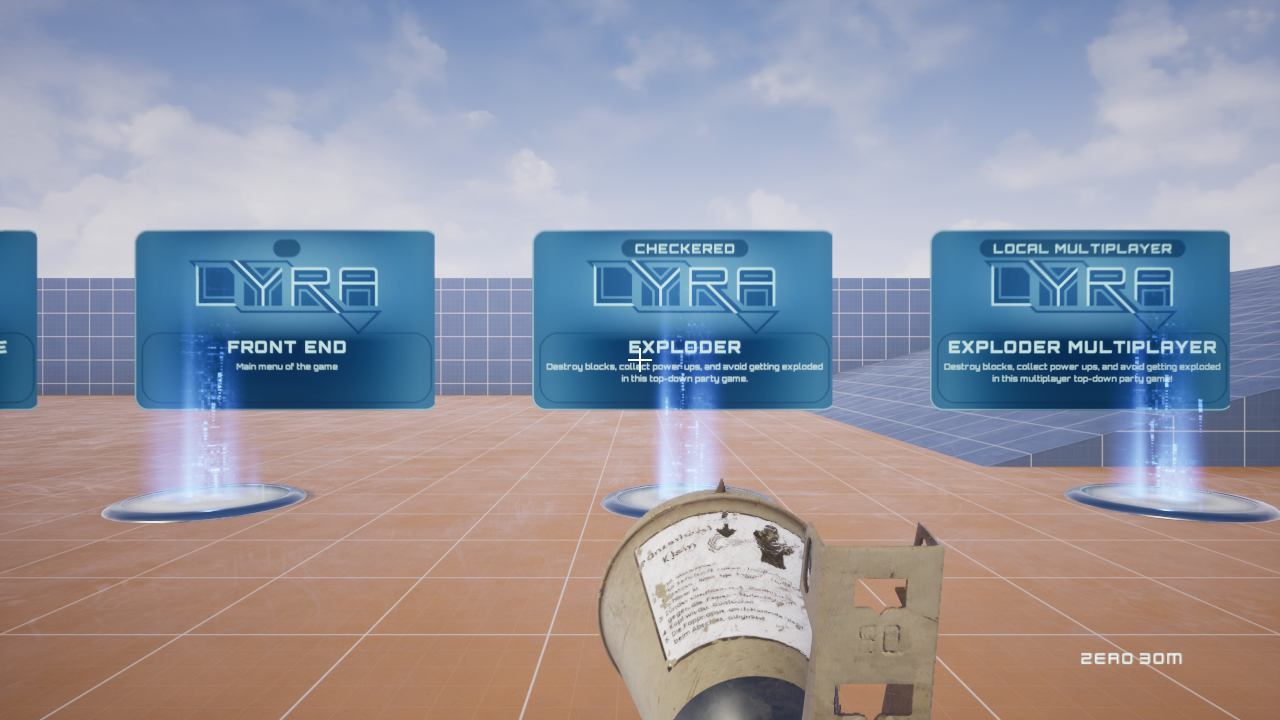 E
LYRA
FRONT END
Main menu of the game
CHECKERED
LYRA
EXPLODER
Destroy blocks, collect power ups, and avoid getting exploded
in this top-down party game.
LOCAL MULTIPLAYER
LYRA
EXPLODER MULTIPLAYER
Destroy blocks, collect power ups, and avoid getting exploded
in this multiplayer top-down party game!
Klein
90
ZERO 30M